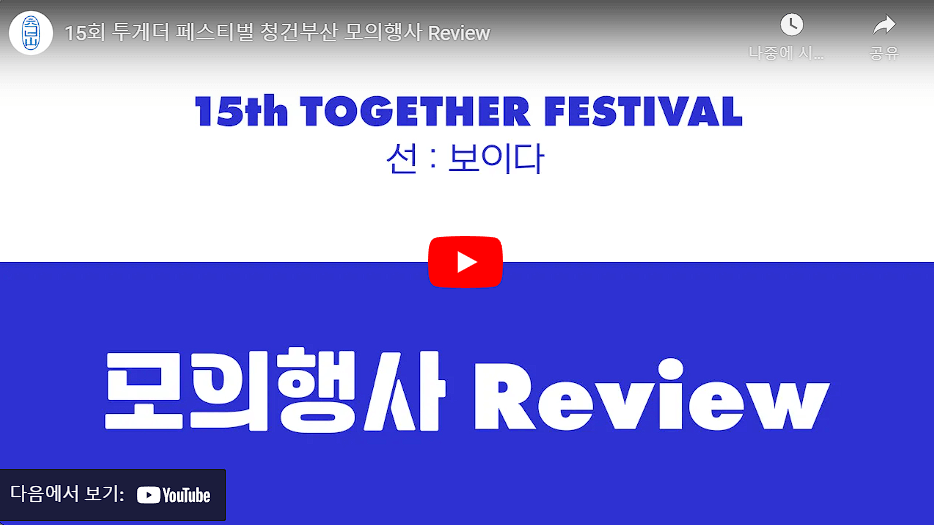 15회 투게더 페스티벌 청건부산 모의행사 Review
나중에 시...
공유
15th TOGETHER FESTIVAL
선 : 보이다
모의행사 Review
다음에서 보기: YouTube